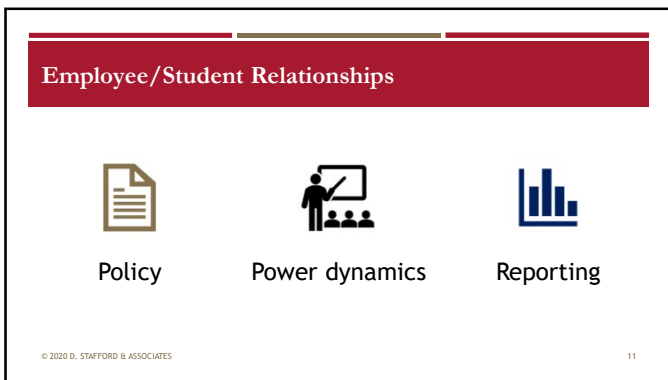 Employee/Student Relationships
Policy
Power dynamics
Reporting
© 2020 D. STAFFORD & ASSOCIATES
11